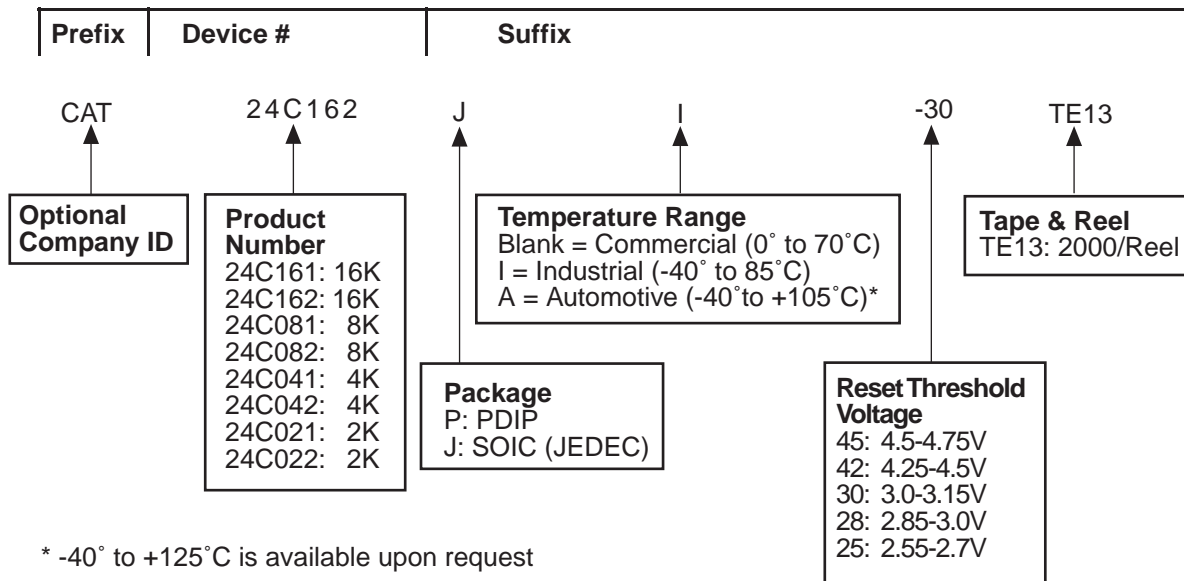 Prefix Device # Suffix
CAT 24C162 J I -30 TE13
Optional
Company ID
Product
Number
24C161: 16K
24C162: 16K
24C081: 8K
24C082: 8K
24C041: 4K
24C042: 4K
24C021: 2K
24C022: 2K
Temperature Range
Blank = Commercial (0˚ to 70˚C)
I = Industrial (-40˚ to 85˚C)
A = Automotive (-40˚to +105˚C)*
Tape & Reel
TE13: 2000/Reel
Package
P: PDIP
J: SOIC (JEDEC)
Reset Threshold
Voltage
45: 4.5-4.75V
42: 4.25-4.5V
30: 3.0-3.15V
28: 2.85-3.0V
25: 2.55-2.7V
* -40˚ to +125˚C is available upon request